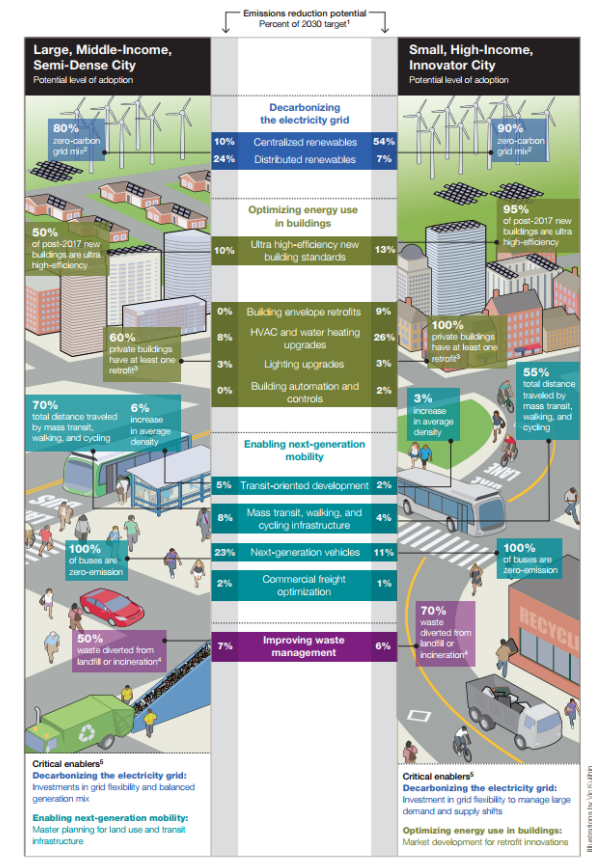 Emissions reduction potential
Percent of 2030 target¹
Large, Middle-Income,
Semi-Dense City
Potential level of adoption
Small, High-Income,
Innovator City
Potential level of adoption
Decarbonizing
the electricity grid
80%
zero-carbon
grid mix²
10% Centralized renewables 54%
24% Distributed renewables 7%
90%
zero-carbon
grid mix²
Optimizing energy use
in buildings
50%
of post-2017 new
buildings are ultra
high-efficiency
10% Ultra high-efficiency new
building standards 13%
95%
of post-2017 new
buildings are ultra
high-efficiency
0% Building envelope retrofits 9%
8% HVAC and water heating
upgrades 26%
3% Lighting upgrades 3%
0% Building automation and
controls 2%
60%
private buildings
have at least one
retrofit³
100%
private buildings
have at least one
retrofit³
70%
total distance traveled
by mass transit,
walking, and cycling
6%
increase
in average
density
Enabling next-generation
mobility
3%
increase
in average
density
55%
total distance
traveled by
mass transit,
walking, and
cycling
5% Transit-oriented development 2%
8% Mass transit, walking, and
cycling infrastructure 4%
23% Next-generation vehicles 11%
2% Commercial freight
optimization 1%
100%
of buses are
zero-emission
100%
of buses are
zero-emission
BUS
LINE
50%
waste diverted from
landfill or incineration⁴
7% Improving waste
management 6%
70%
waste
diverted from
landfill or
incineration⁴
RECYCLI
Critical enablers⁵
Decarbonizing the electricity grid:
Investments in grid flexibility and balanced
generation mix
Enabling next-generation mobility:
Master planning for land use and transit
infrastructure
Critical enablers⁵
Decarbonizing the electricity grid:
Investment in grid flexibility to manage large
demand and supply shifts
Optimizing energy use in buildings:
Market development for retrofit innovations
Illustrations by Vic Kulihin